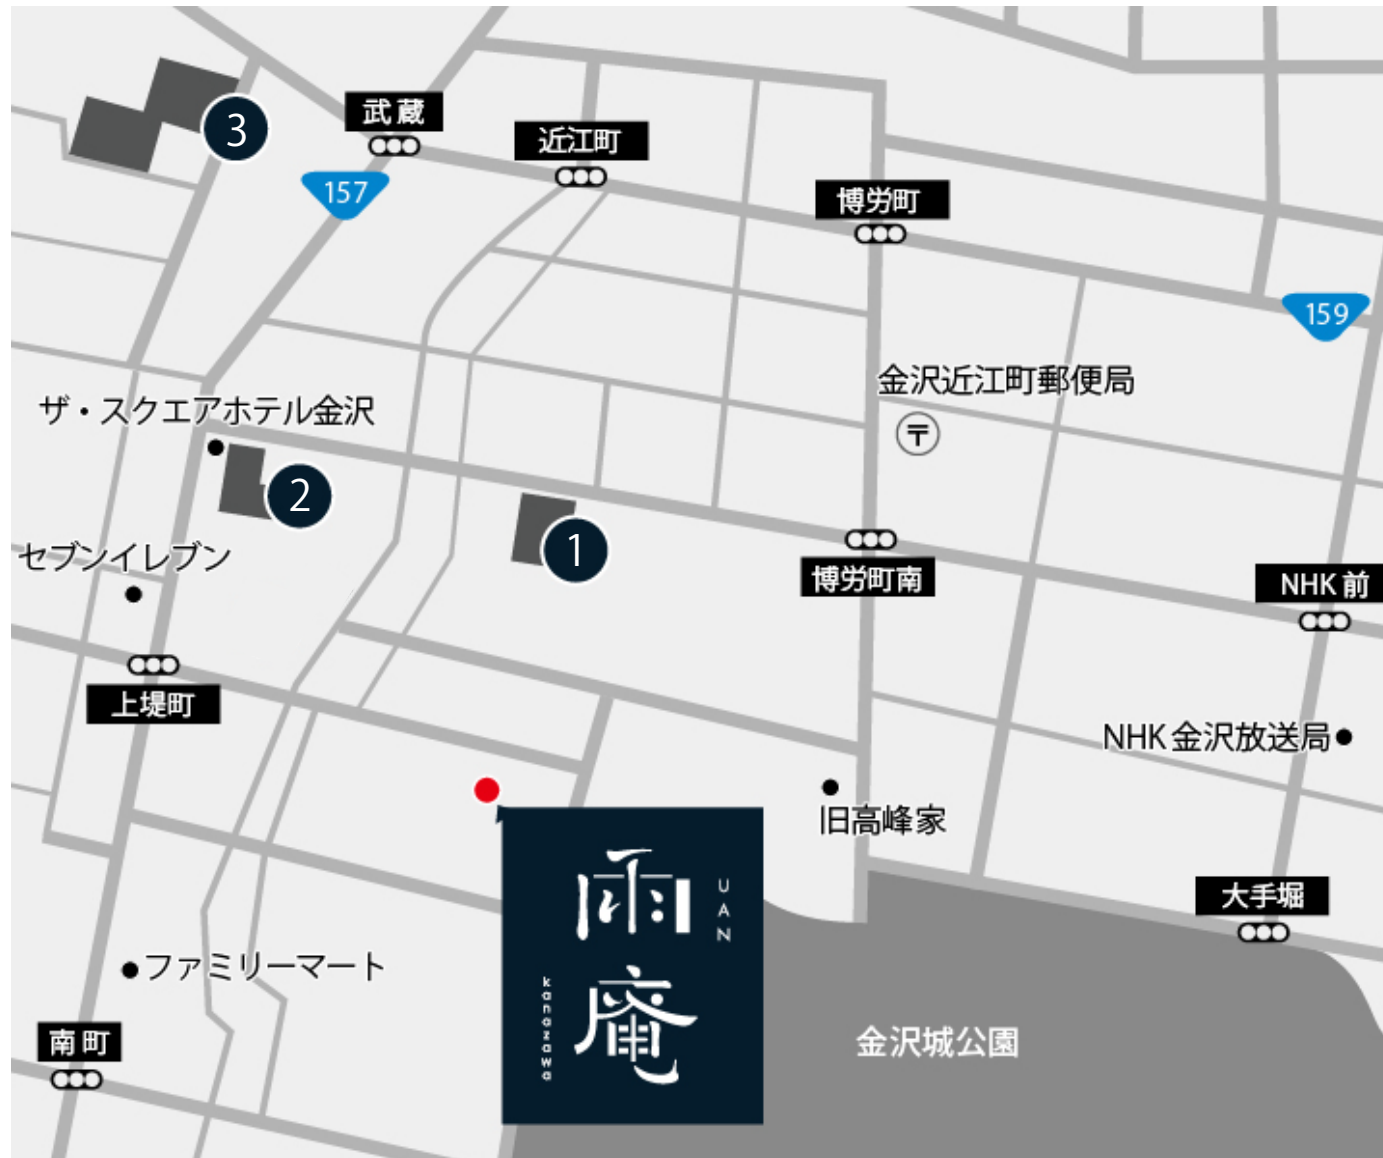 3
武蔵
近江町
157
博労町
159
金沢近江町郵便局
〒
ザ・スクエアホテル金沢
2
1
セブンイレブン
博労町南
NHK前
上堤町
NHK金沢放送局
旧高峰家
雨庵
UAN
kanazawa
大手堀
ファミリーマート
南町
金沢城公園